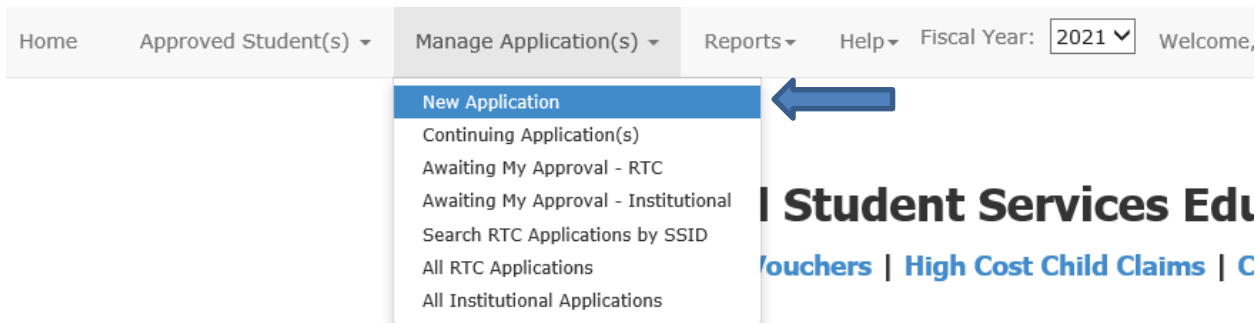 Home Approved Student(s) Manage Application(s) Reports Help Fiscal Year: 2021 Welcome,
New Application
Continuing Application(s)
Awaiting My Approval - RTC
Awaiting My Approval - Institutional
Search RTC Applications by SSID
All RTC Applications
All Institutional Applications
Student Services
High Cost Child Claims |